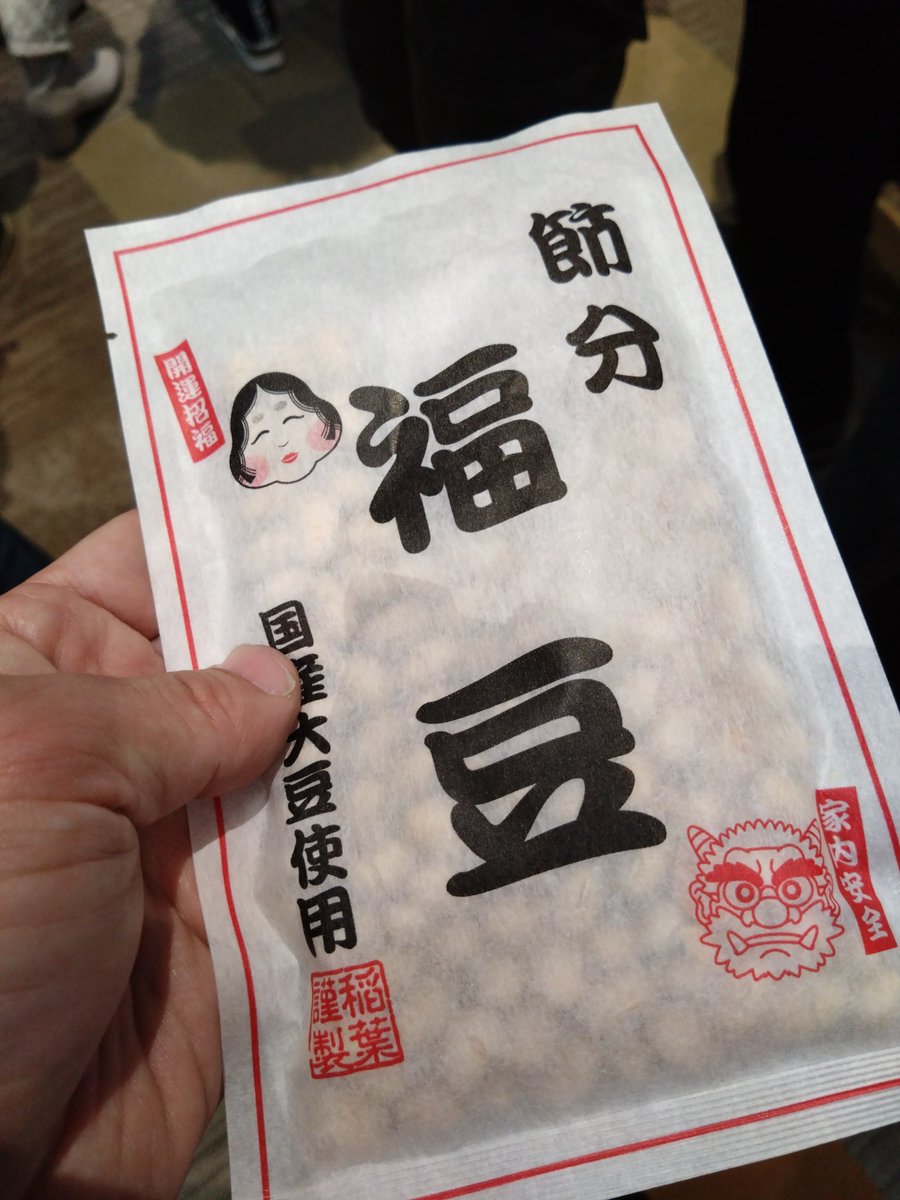 節分
福豆
開運招福
国産大豆使用
家内安全
稲葉
謹製